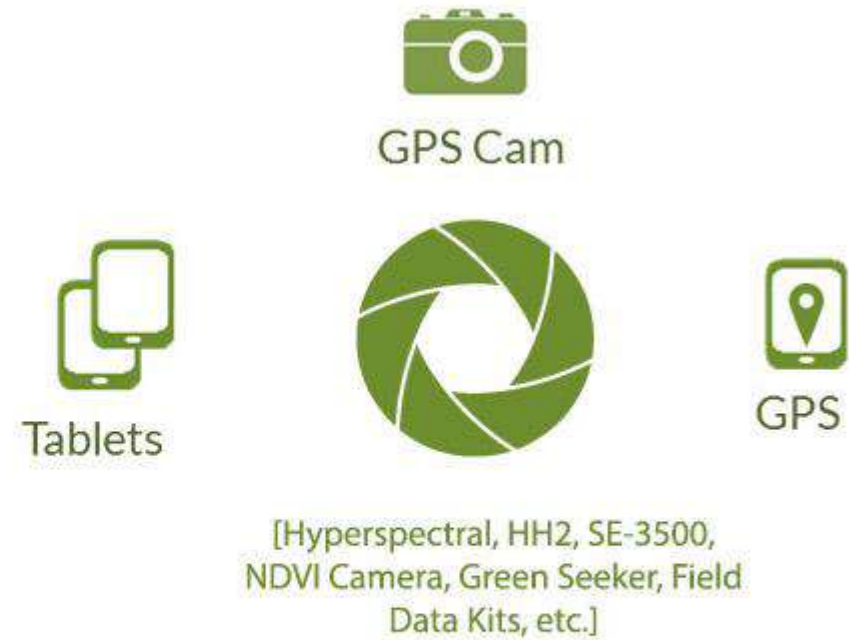 GPS Cam
Tablets
GPS
[Hyperspectral, HH2, SE-3500,
NDVI Camera, Green Seeker, Field
Data Kits, etc.]